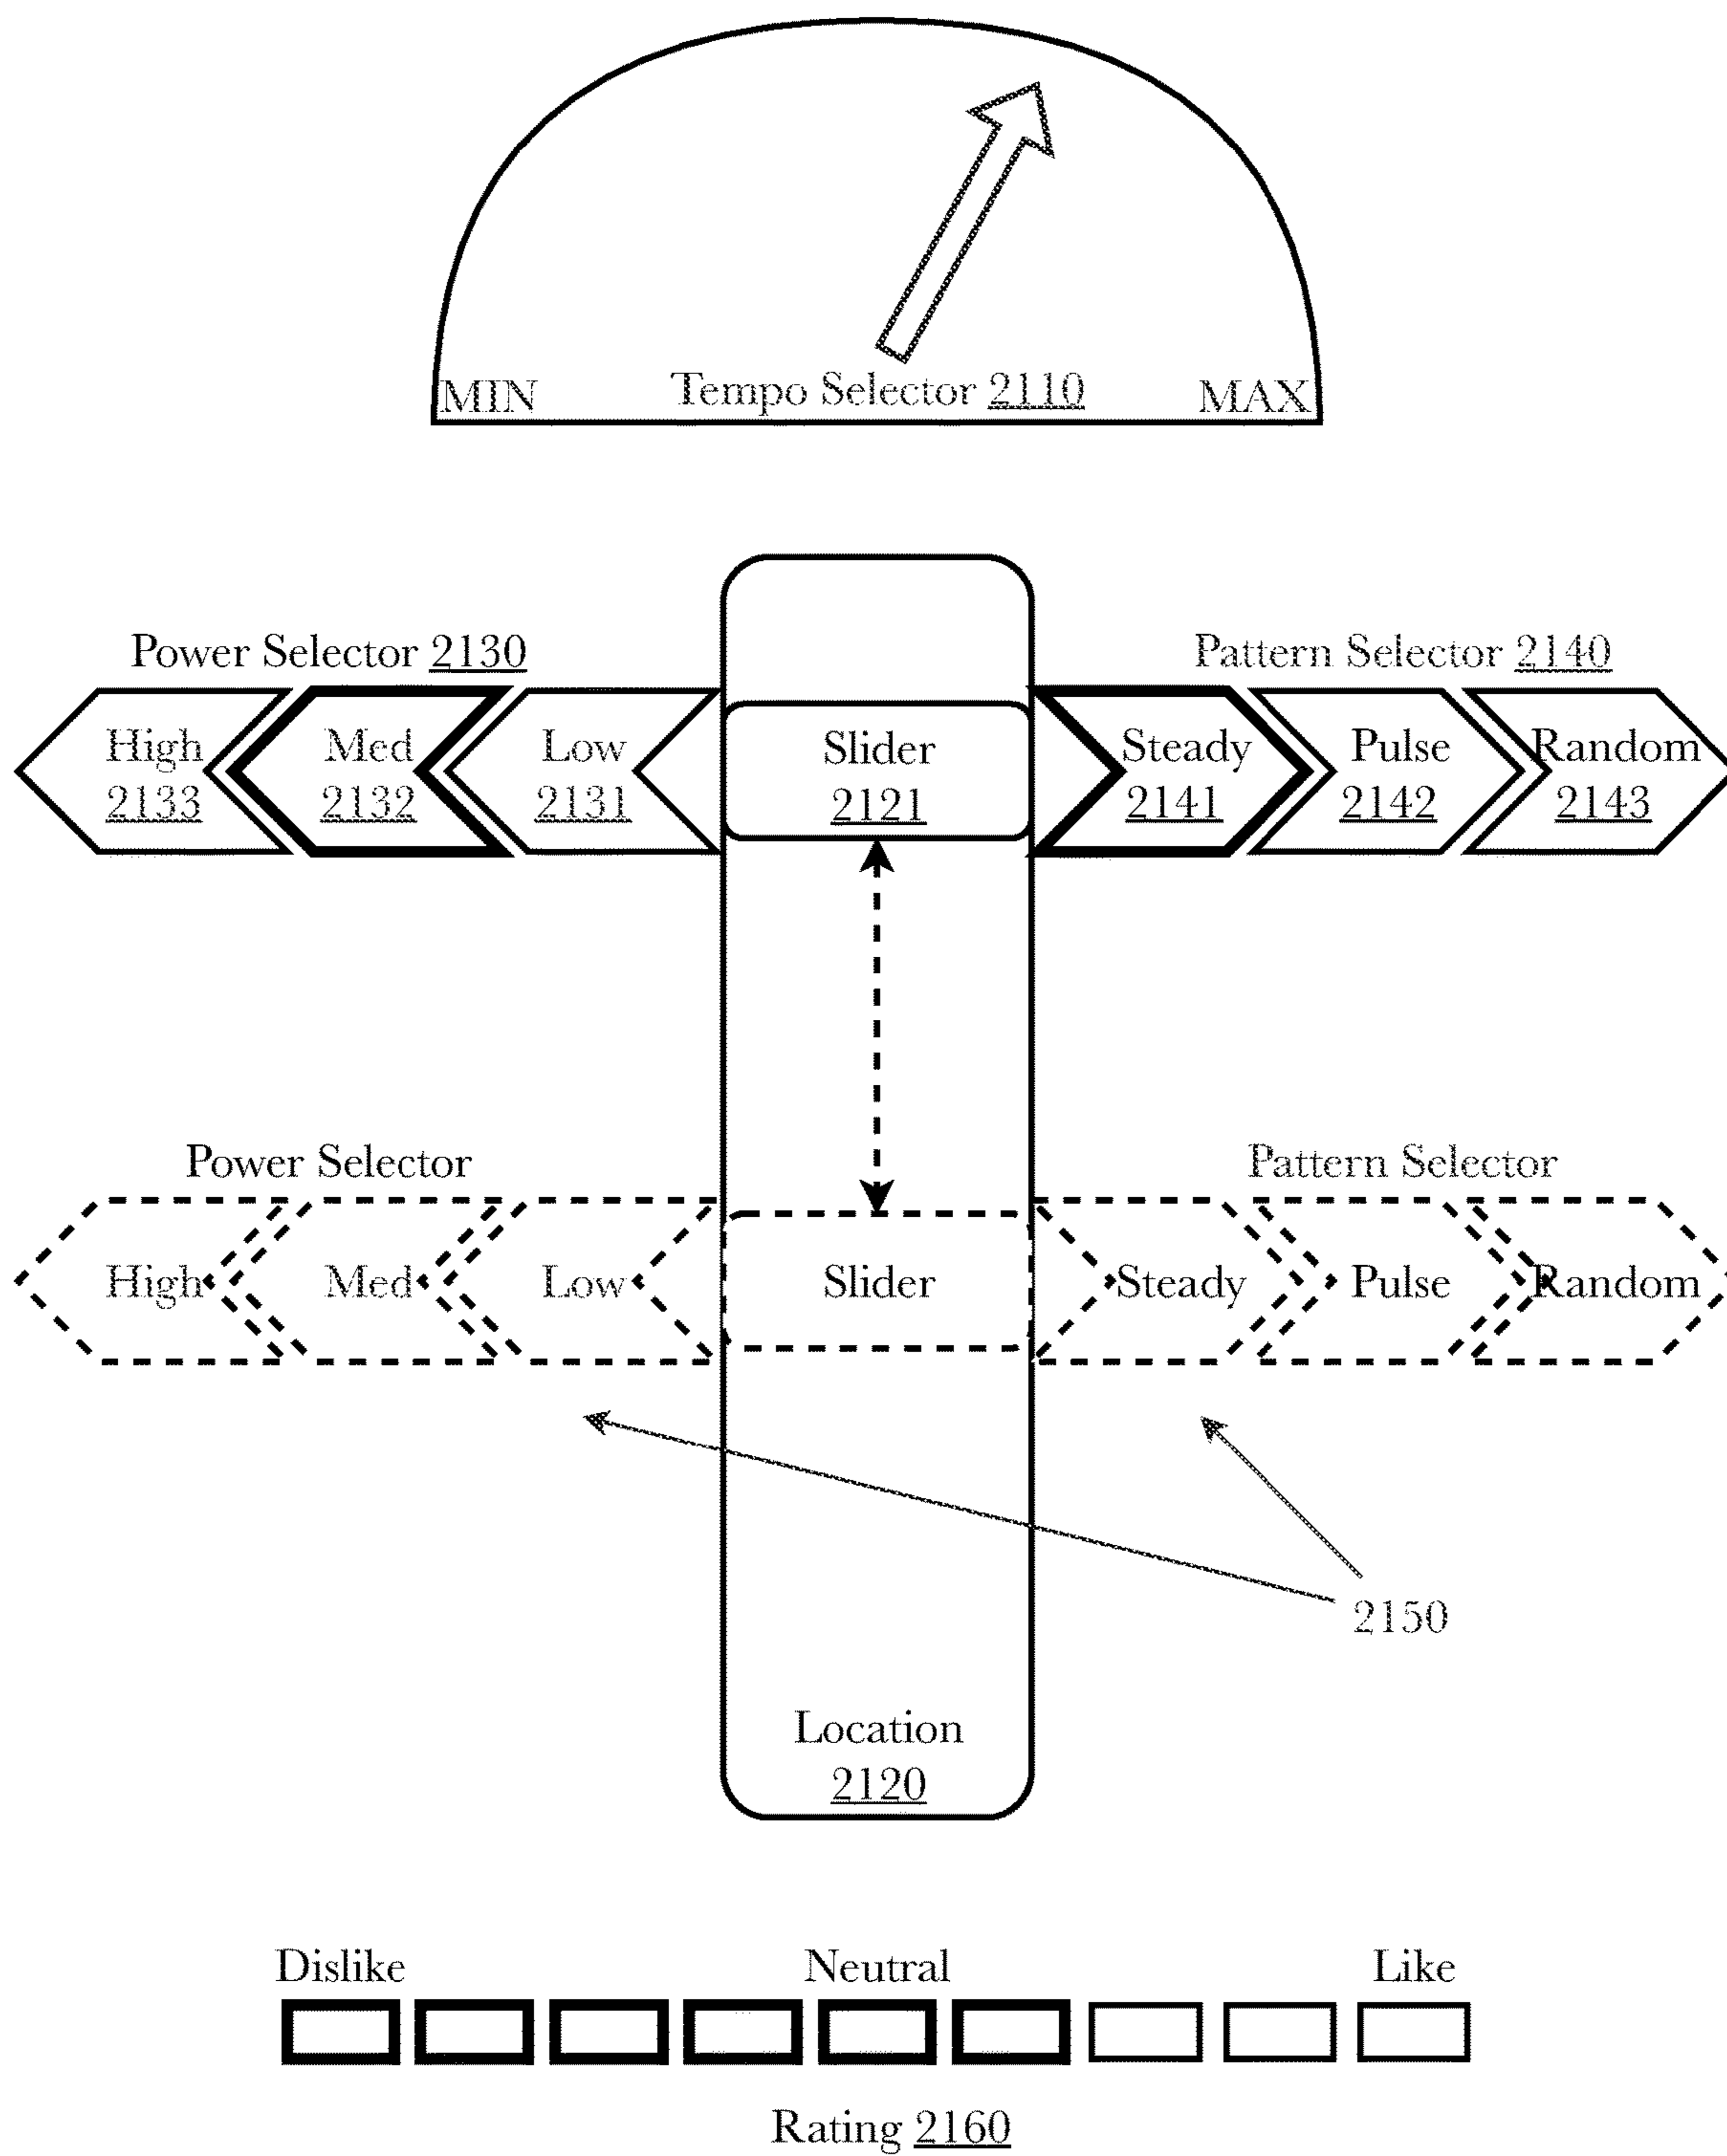 MIN Tempo Selector 2110 MAX
Power Selector 2130 Pattern Selector 2140
High Med Low Slider Steady Pulse Random
2133 2132 2131 2121 2141 2142 2143
Power Selector Pattern Selector
High Med Low Slider Steady Pulse Random
2150
Location
2120
Dislike Neutral Like
Rating 2160